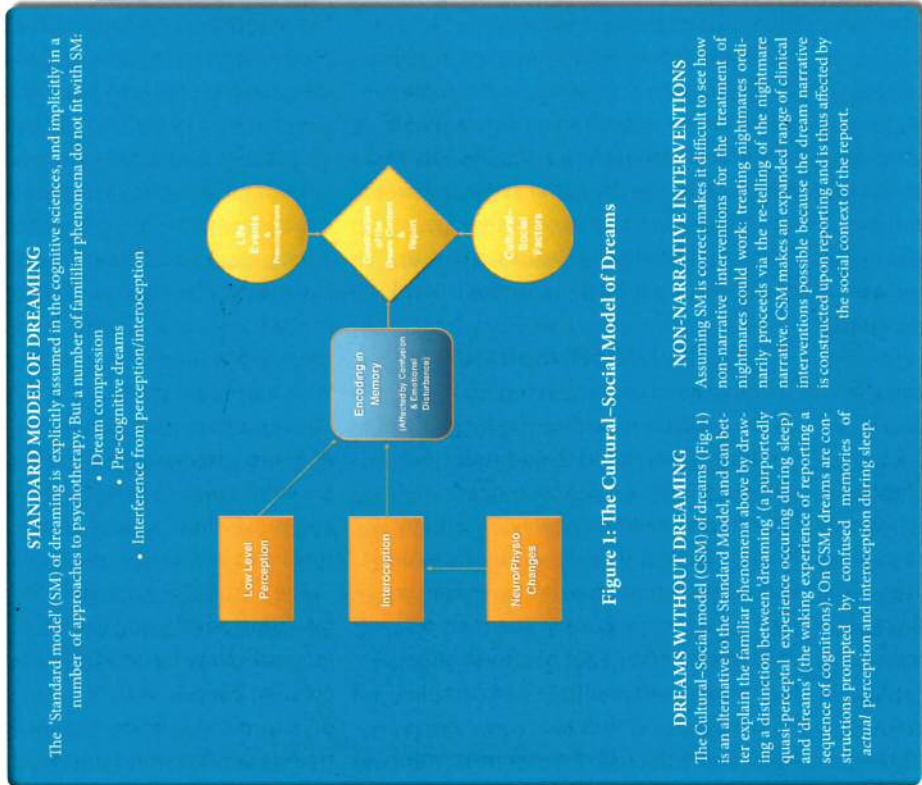 STANDARD MODEL OF DREAMING
The 'Standard model' (SM) of dreaming is explicitly assumed in the cognitive sciences, and implicitly in a
number of approaches to psychotherapy. But a number of famililiar phenomena do not fit with SM:
• Dream compression
• Pre-cognitive dreams
• Interference from perception/interoception
Low Level
Perception
Interoception
Neuro/Physio
Changes
Encoding in
Memory
(Affected by Confusion
& Emotional
Disturbance)
Life
Events
&
Preoccupations
Construction
of the
Dream Content
&
Report
Cultural-
Social
Factors
Figure 1: The Cultural–Social Model of Dreams
DREAMS WITHOUT DREAMING
The Cultural–Social model (CSM) of dreams (Fig. 1)
is an alternative to the Standard Model, and can bet-
ter explain the familiar phenomena above by draw-
ing a distinction between 'dreaming' (a purportedly
quasi-perceptal experience occuring during sleep)
and 'dreams' (the waking experience of reporting a
sequence of cognitions). On CSM, dreams are con-
structions prompted by confused memories of
actual perception and interoception during sleep.
NON-NARRATIVE INTERVENTIONS
Assuming SM is correct makes it difficult to see how
non-narrative interventions for the treatment of
nightmares could work: treating nightmares ordi-
narily proceeds via the re-telling of the nightmare
narrative. CSM makes an expanded range of clinical
interventions possible because the dream narrative
is constructed upon reporting and is thus affected by
the social context of the report.